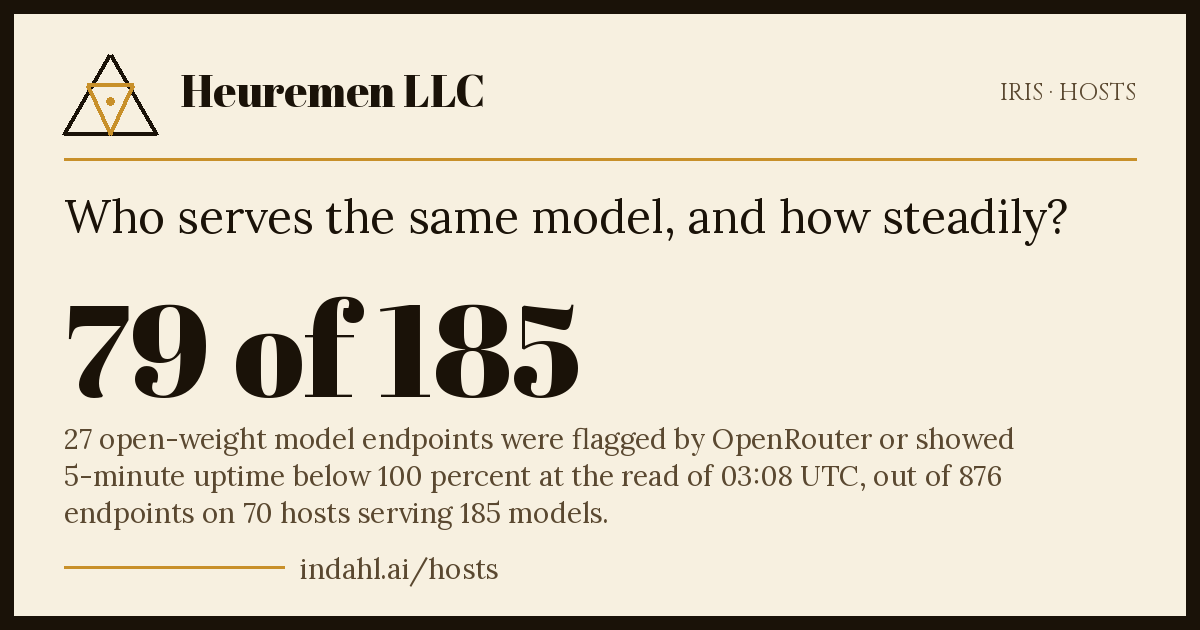 Heuremen LLC
IRIS · HOSTS
Who serves the same model, and how steadily?
79 of 185
27 open-weight model endpoints were flagged by OpenRouter or showed
5-minute uptime below 100 percent at the read of 03:08 UTC, out of 876
endpoints on 70 hosts serving 185 models.
indahl.ai/hosts